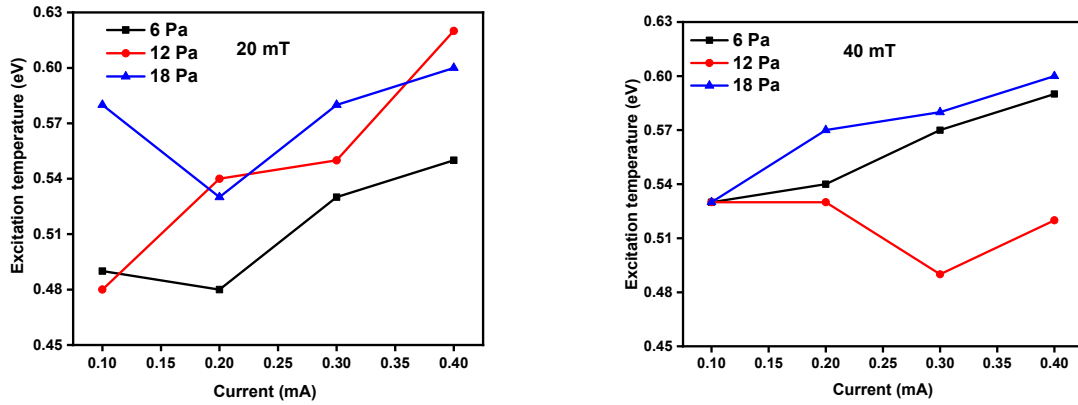 0.63
0.60
0.57
0.54
0.51
0.48
0.45
Excitation temperature (eV)
6 Pa
12 Pa
18 Pa
20 mT
0.10 0.15 0.20 0.25 0.30 0.35 0.40
Current (mA)
0.63
0.60
0.57
0.54
0.51
0.48
0.45
Excitation temperature (eV)
6 Pa
12 Pa
18 Pa
40 mT
0.10 0.15 0.20 0.25 0.30 0.35 0.40
Current (mA)